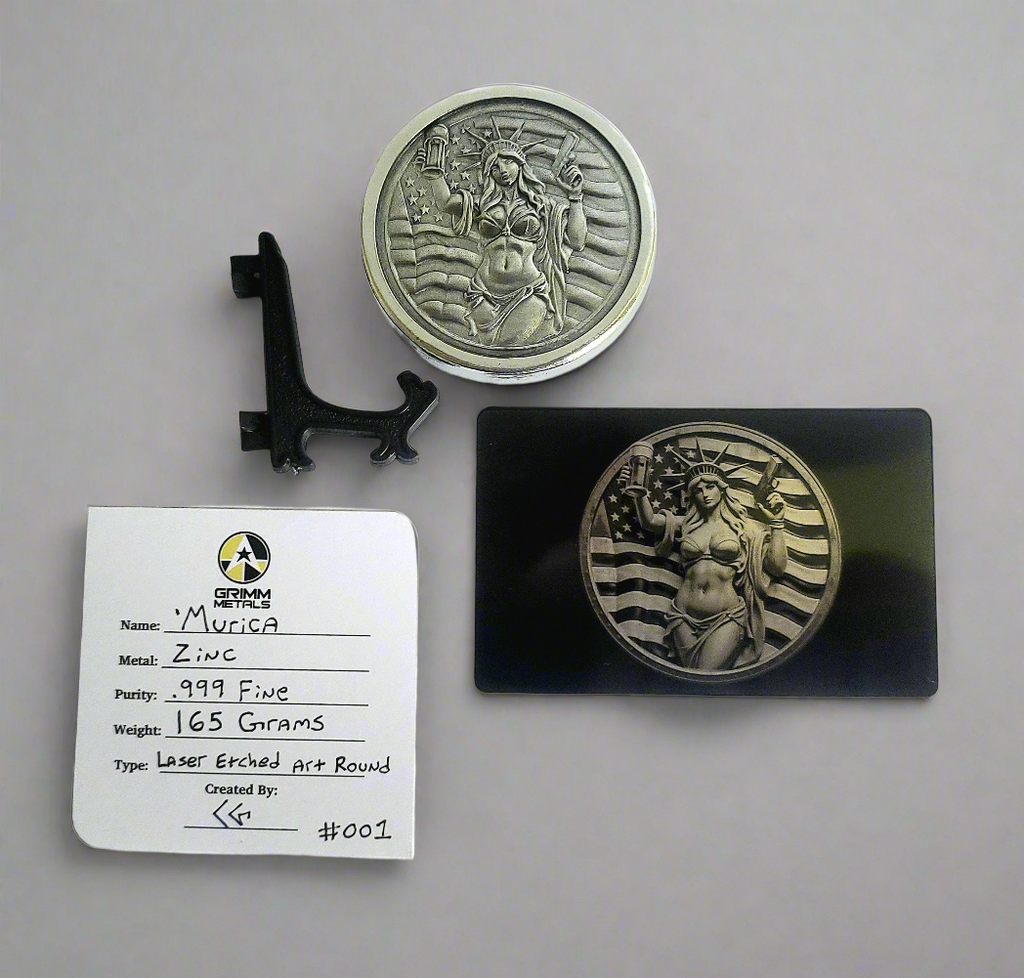 GRIMM
METALS
Name: 'Murica
Metal: Zinc
Purity: .999 Fine
Weight: 165 Grams
Type: Laser Etched Art Round
Created By:
#001